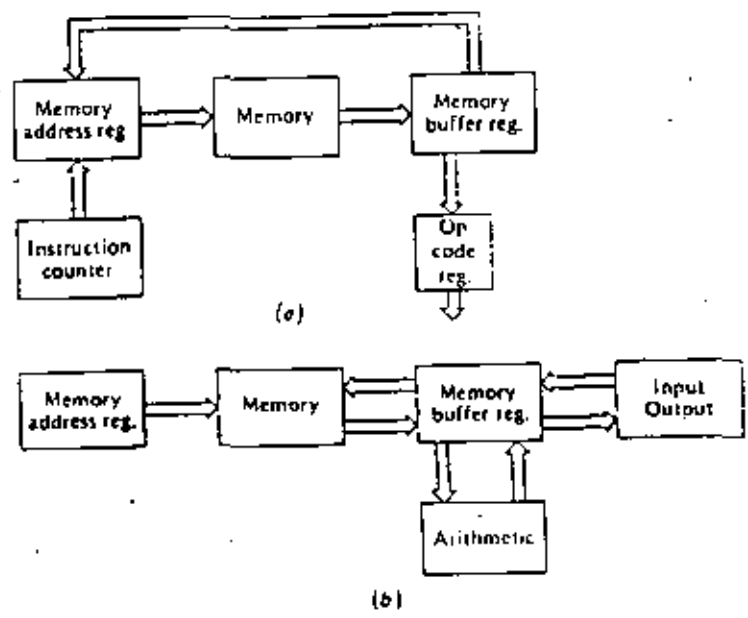 Memory
address reg
Memory
Memory
buffer reg.
Instruction
counter
Op
code
reg.
(a)
Memory
address reg.
Memory
Memory
buffer reg.
Input
Output
Arithmetic
(b)